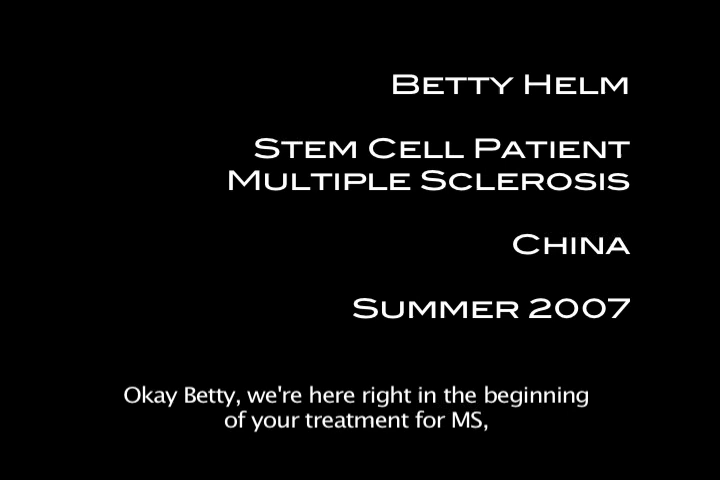 Betty Helm
Stem Cell Patient
Multiple Sclerosis
China
Summer 2007
Okay Betty, we're here right in the beginning
of your treatment for MS,